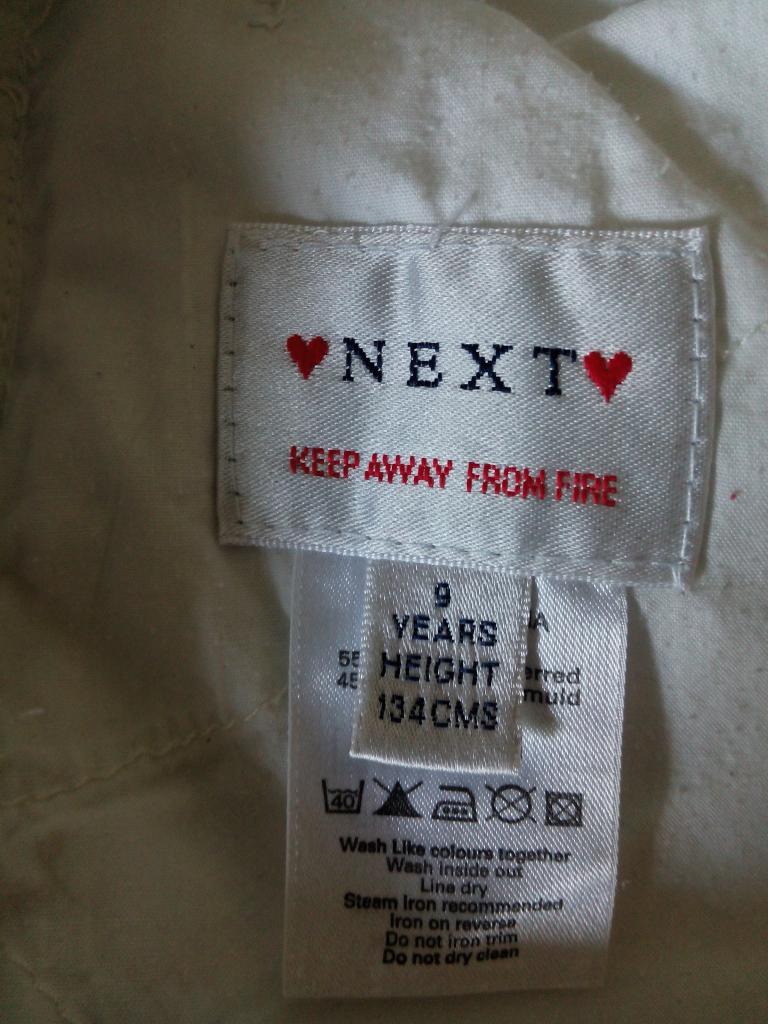 NEXT
KEEP AWAY FROM FIRE
9
YEARS
HEIGHT
134CMS
40
Wash Like colours together
Wash inside out
Line dry
Steam Iron recommended
Iron on reverse
Do not iron trim
Do not dry clean